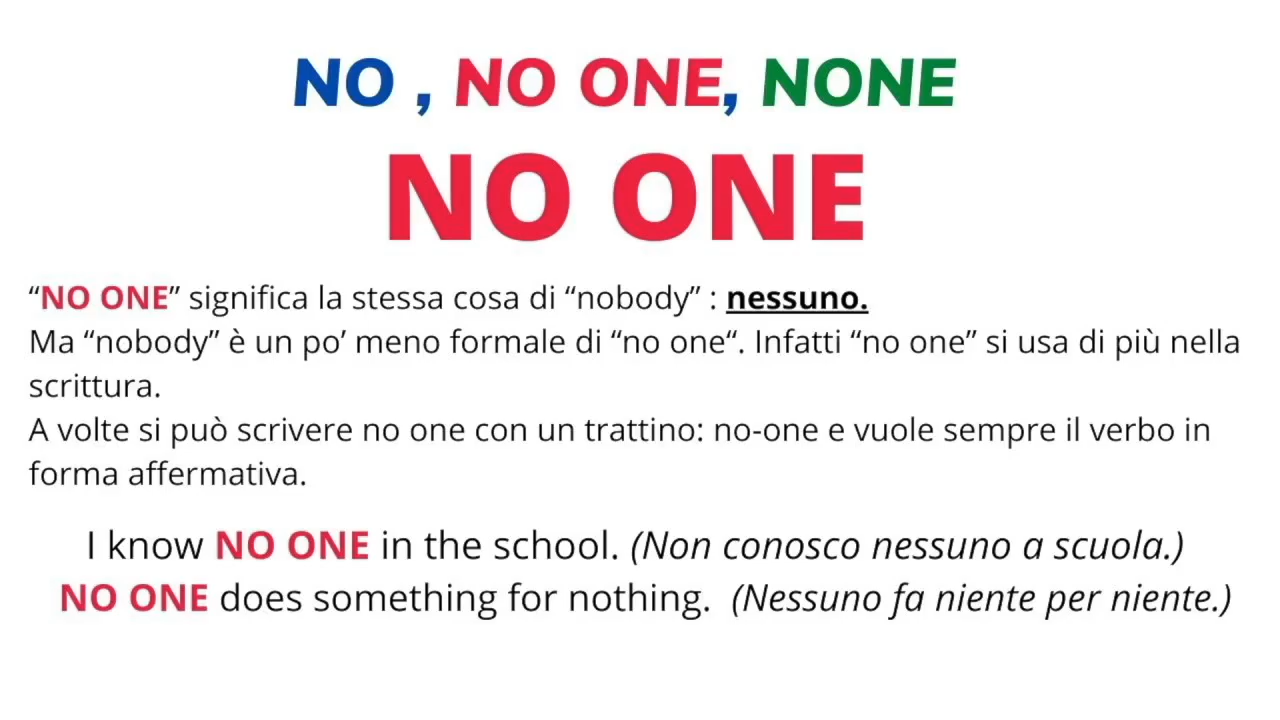 NO , NO ONE, NONE
NO ONE
“NO ONE” significa la stessa cosa di “nobody” : nessuno.
Ma “nobody” è un po’ meno formale di “no one“. Infatti “no one” si usa di più nella
scrittura.
A volte si può scrivere no one con un trattino: no-one e vuole sempre il verbo in
forma affermativa.
I know NO ONE in the school. (Non conosco nessuno a scuola.)
NO ONE does something for nothing. (Nessuno fa niente per niente.)